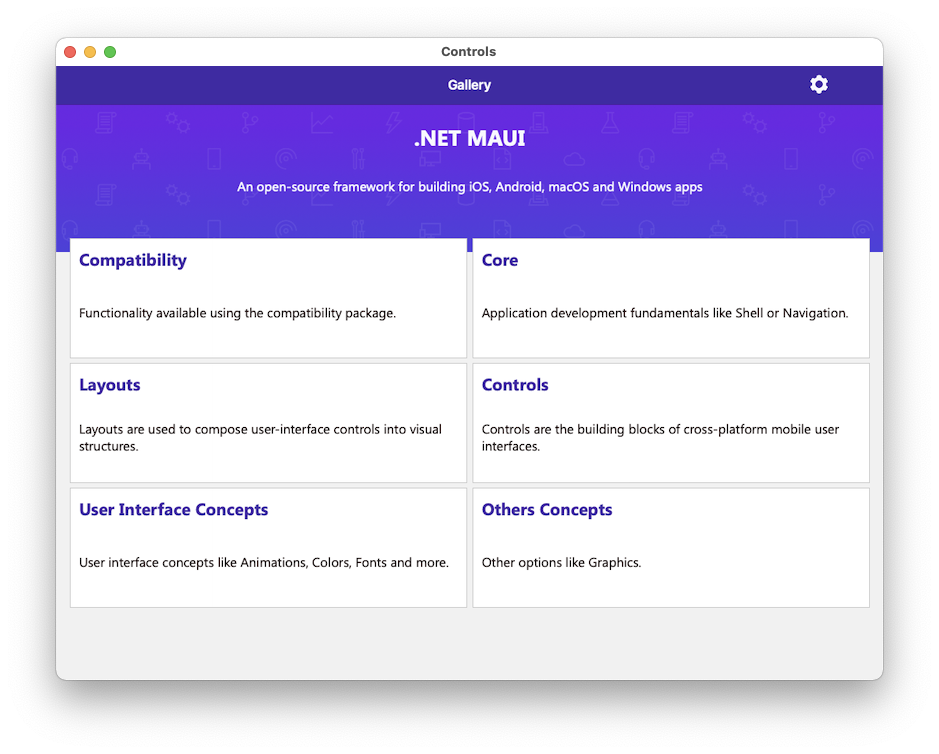 Controls
Gallery
.NET MAUI
An open-source framework for building iOS, Android, macOS and Windows apps
Compatibility
Functionality available using the compatibility package.
Core
Application development fundamentals like Shell or Navigation.
Layouts
Layouts are used to compose user-interface controls into visual
structures.
Controls
Controls are the building blocks of cross-platform mobile user
interfaces.
User Interface Concepts
User interface concepts like Animations, Colors, Fonts and more.
Others Concepts
Other options like Graphics.